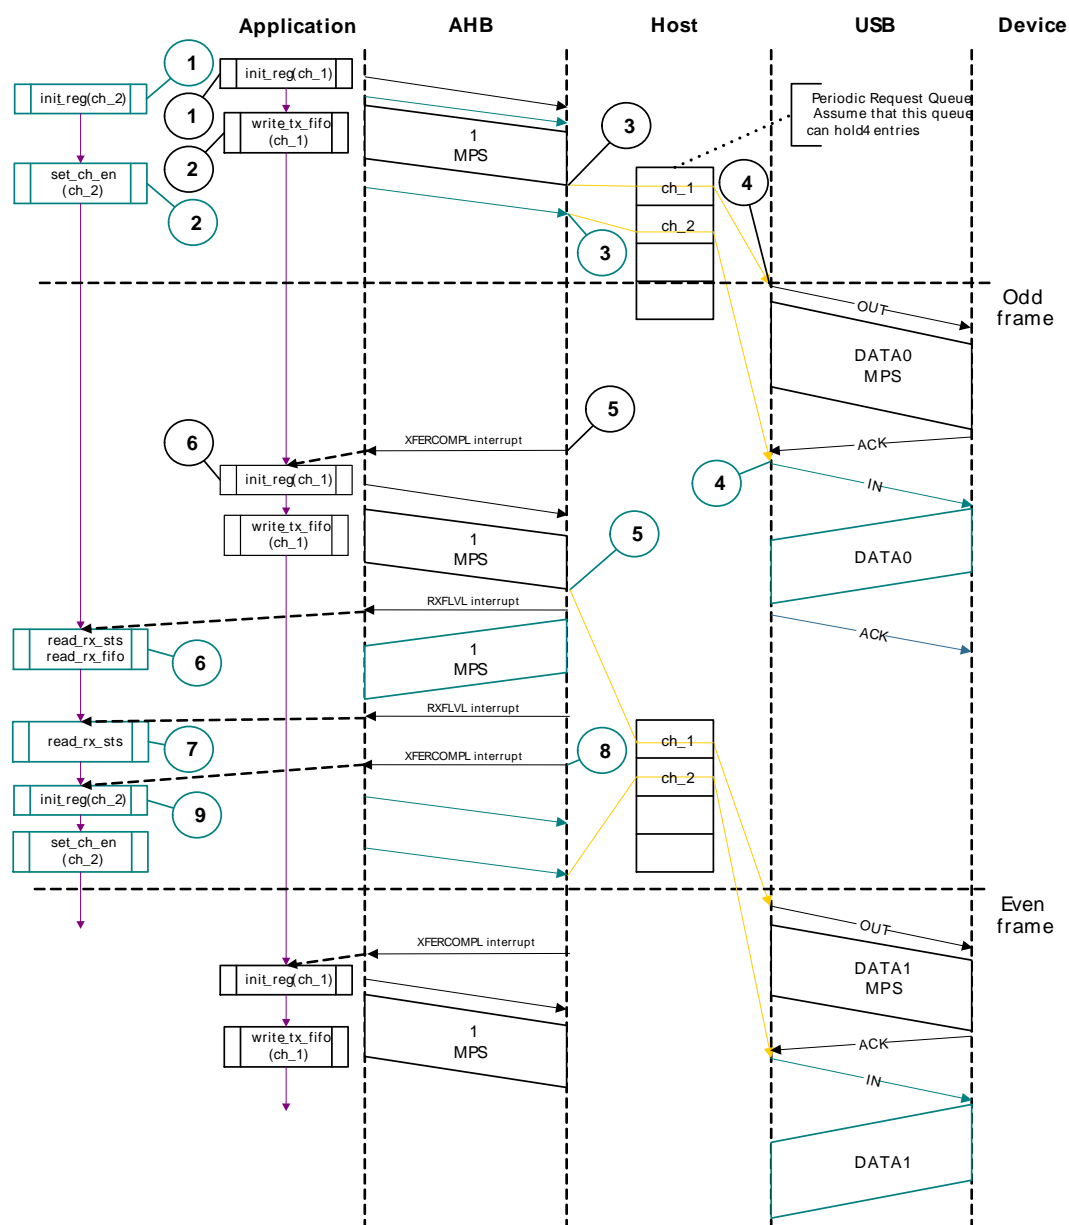 Application
AHB
Host
USB
Device
1
init_reg(ch_1)
init_reg(ch_2)
1
write_tx_fifo
(ch_1)
1
MPS
3
Periodic Request Queue
Assume that this queue
can hold4 entries
2
set_ch_en
(ch_2)
2
4
ch_1
ch_2
3
Odd
frame
OUT
DATA0
MPS
5
6
XFERCOMPL interrupt
ACK
init_reg(ch_1)
4
IN
write_tx_fifo
(ch_1)
1
MPS
5
DATA0
RXFLVL interrupt
read_rx_sts
read_rx_fifo
6
1
MPS
ACK
RXFLVL interrupt
read_rx_sts
7
XFERCOMPL interrupt
8
ch_1
ch_2
init_reg(ch_2)
9
set_ch_en
(ch_2)
Even
frame
OUT
XFERCOMPL interrupt
init_reg(ch_1)
DATA1
MPS
write_tx_fifo
(ch_1)
1
MPS
ACK
IN
DATA1